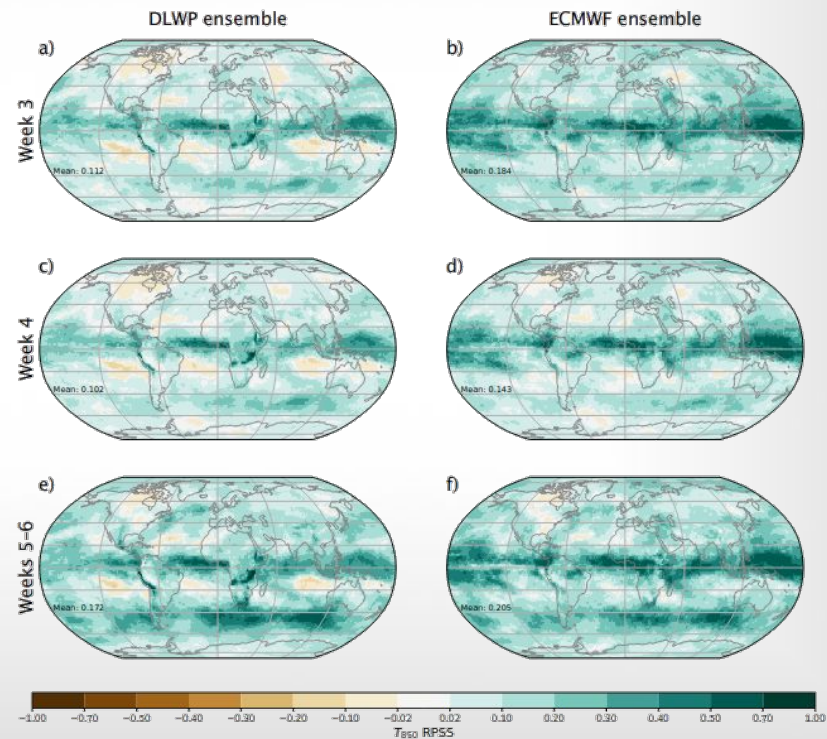 DLWP ensemble
ECMWF ensemble
a)
b)
Week 3
Mean: 0.112
Mean: 0.184
c)
d)
Week 4
Mean: 0.102
Mean: 0.143
e)
f)
Weeks 5–6
Mean: 0.172
Mean: 0.205
−1.00 −0.70 −0.50 −0.40 −0.30 −0.20 −0.10 −0.02 0.02 0.10 0.20 0.30 0.40 0.50 0.70 1.00
T850 RPSS